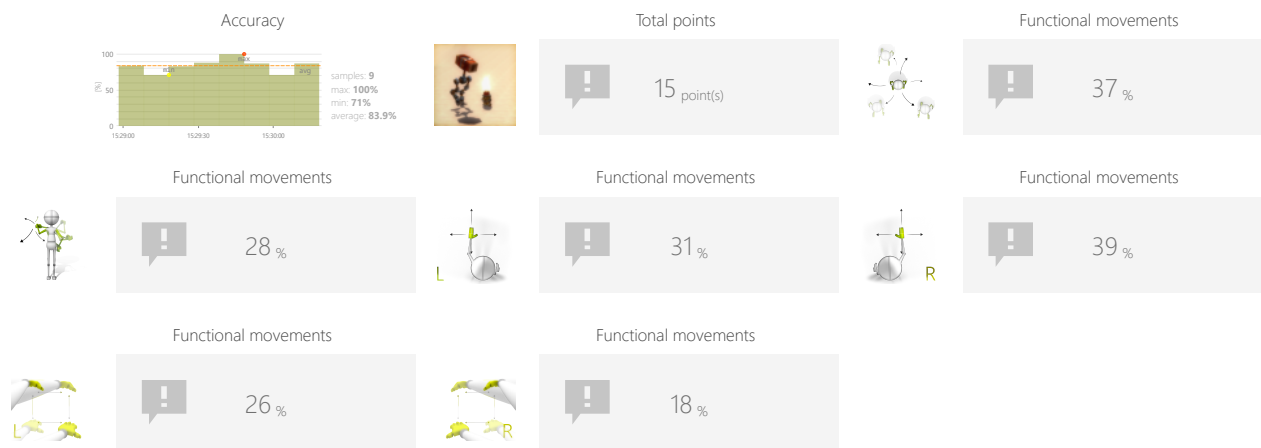 Accuracy
Total points
Functional movements
100
max
min
avg
[%]
50
0
15:29:00
15:29:30
15:30:00
samples: 9
max: 100%
min: 71%
average: 83.9%
15 point(s)
37 %
Functional movements
Functional movements
Functional movements
28 %
L
31 %
R
39 %
Functional movements
Functional movements
L
26 %
R
18 %